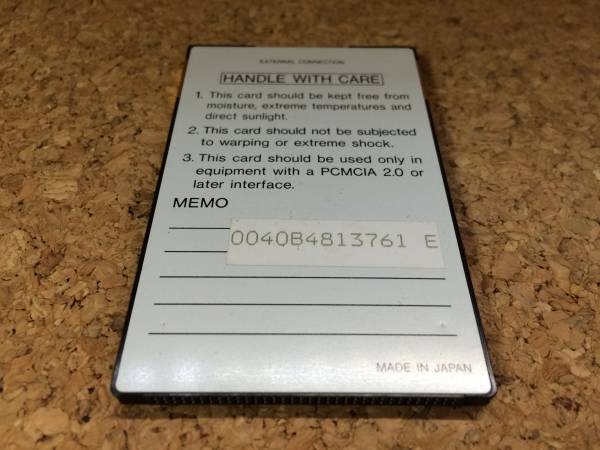 EXTERNAL CONNECTION
HANDLE WITH CARE
1. This card should be kept free from
moisture, extreme temperatures and
direct sunlight.
2. This card should not be subjected
to warping or extreme shock.
3. This card should be used only in
equipment with a PCMCIA 2.0 or
later interface.
MEMO
0040B4813761 E
MADE IN JAPAN